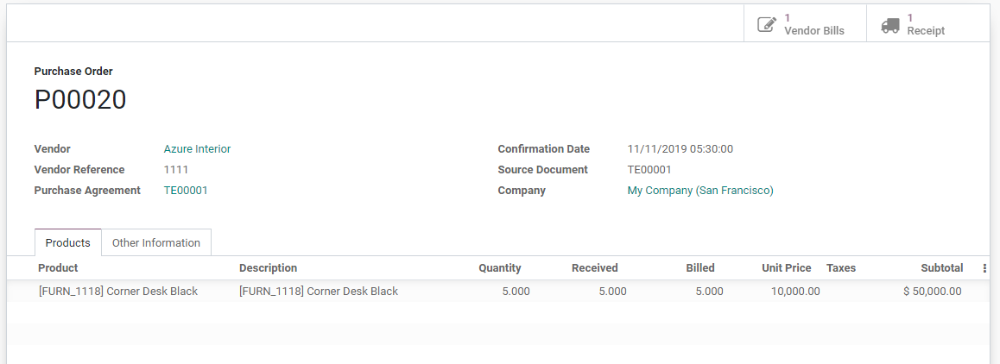 1
Vendor Bills
1
Receipt
Purchase Order
P00020
Vendor Azure Interior Confirmation Date 11/11/2019 05:30:00
Vendor Reference 1111 Source Document TE00001
Purchase Agreement TE00001 Company My Company (San Francisco)
Products Other Information
Product Description Quantity Received Billed Unit Price Taxes Subtotal
[FURN_1118] Corner Desk Black [FURN_1118] Corner Desk Black 5.000 5.000 5.000 10,000.00 $ 50,000.00